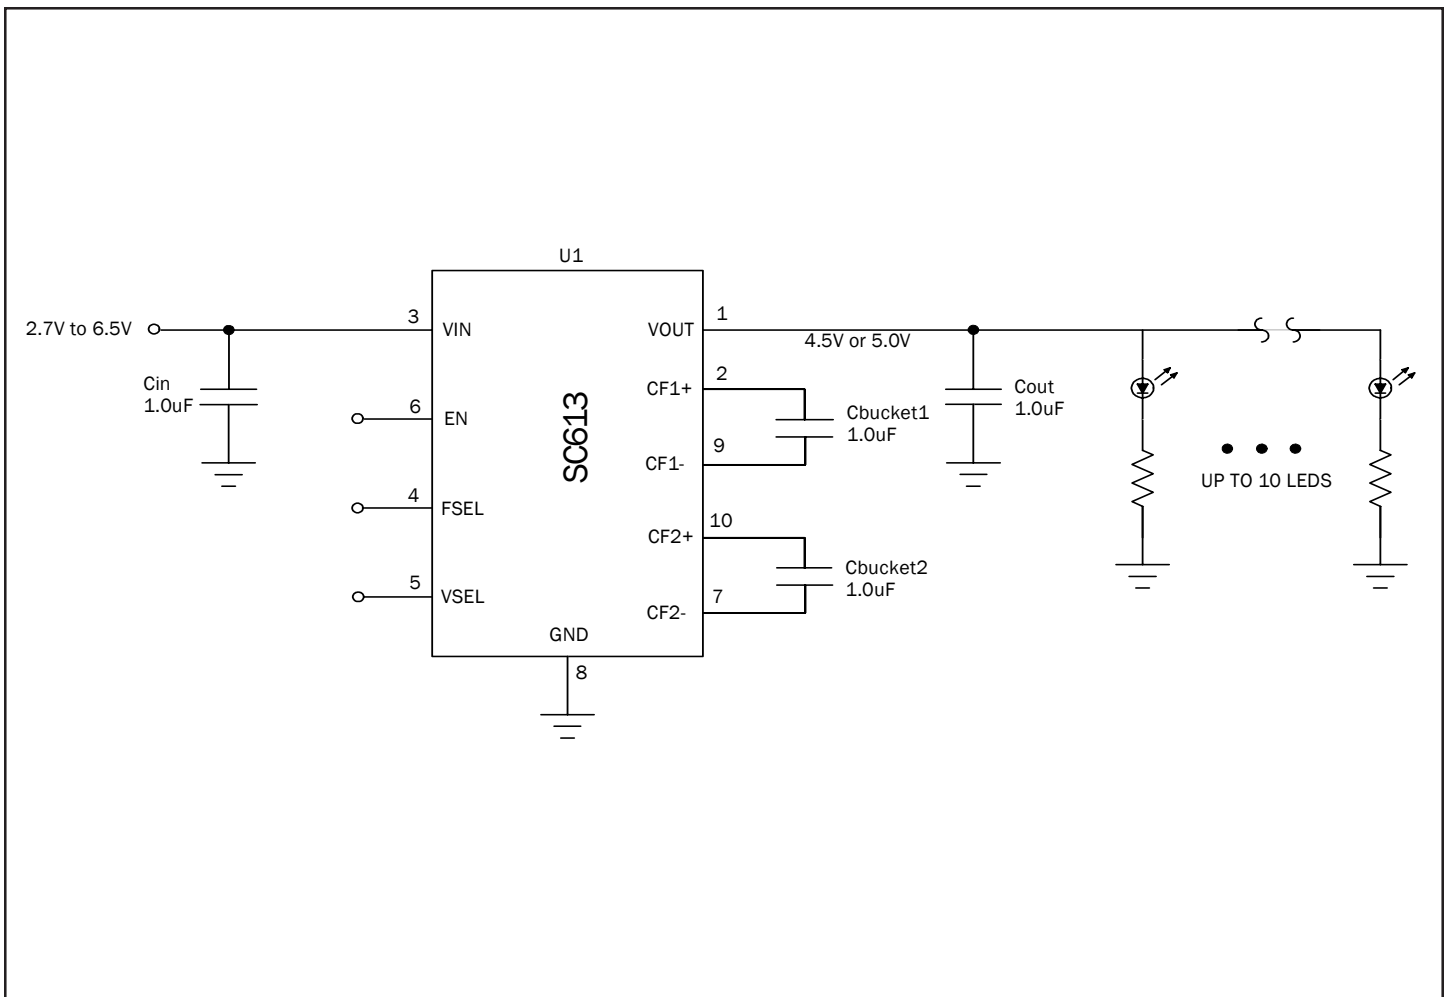 U1
2.7V to 6.5V
3
VIN
VOUT
1
4.5V or 5.0V
Cin
1.0uF
6
EN
4
FSEL
5
VSEL
SC613
2
CF1+
Cbucket1
1.0uF
9
CF1-
10
CF2+
Cbucket2
1.0uF
7
CF2-
GND
8
Cout
1.0uF
UP TO 10 LEDS